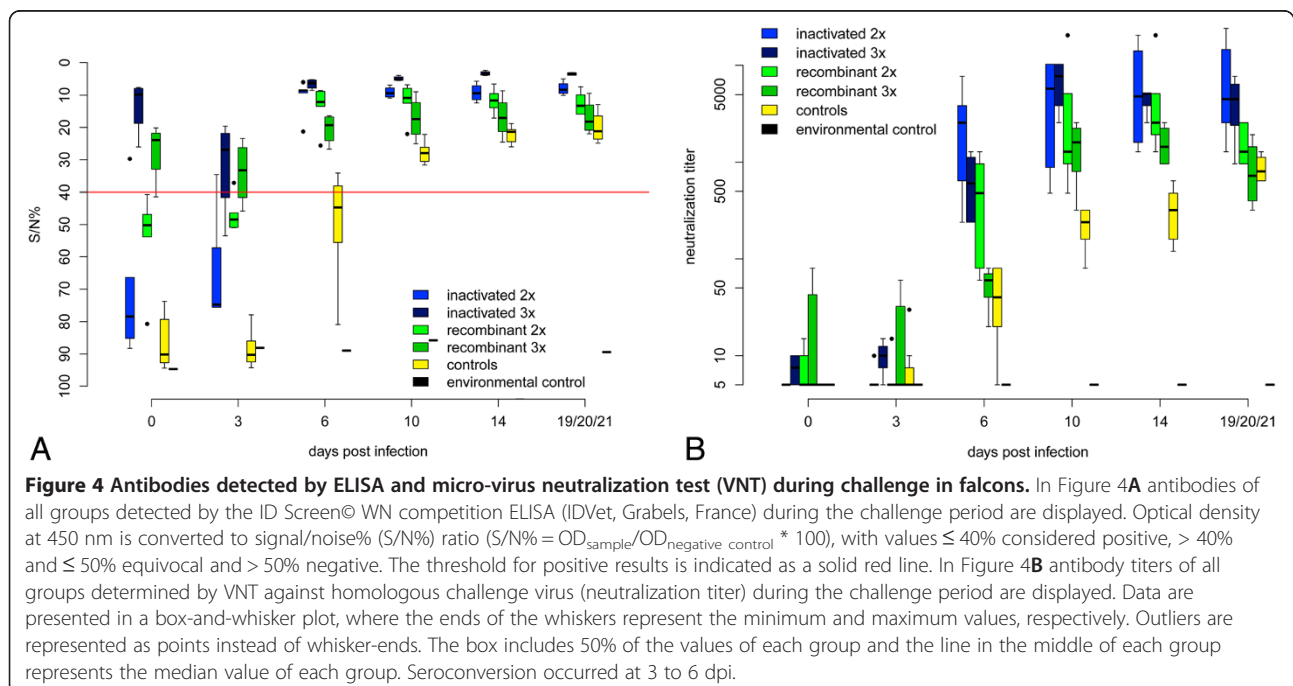 0
10
20
30
40
50
60
70
80
90
100
S/N%
inactivated 2x
inactivated 3x
recombinant 2x
recombinant 3x
controls
environmental control
0 3 6 10 14 19/20/21
days post infection
A
inactivated 2x
inactivated 3x
recombinant 2x
recombinant 3x
controls
environmental control
5000
500
50
10
5
neutralization titer
0 3 6 10 14 19/20/21
days post infection
B
Figure 4 Antibodies detected by ELISA and micro-virus neutralization test (VNT) during challenge in falcons. In Figure 4A antibodies of
all groups detected by the ID Screen© WN competition ELISA (IDVet, Grabels, France) during the challenge period are displayed. Optical density
at 450 nm is converted to signal/noise% (S/N%) ratio (S/N% = ODsample/ODnegative control * 100), with values ≤ 40% considered positive, > 40%
and ≤ 50% equivocal and > 50% negative. The threshold for positive results is indicated as a solid red line. In Figure 4B antibody titers of all
groups determined by VNT against homologous challenge virus (neutralization titer) during the challenge period are displayed. Data are
presented in a box-and-whisker plot, where the ends of the whiskers represent the minimum and maximum values, respectively. Outliers are
represented as points instead of whisker-ends. The box includes 50% of the values of each group and the line in the middle of each group
represents the median value of each group. Seroconversion occurred at 3 to 6 dpi.